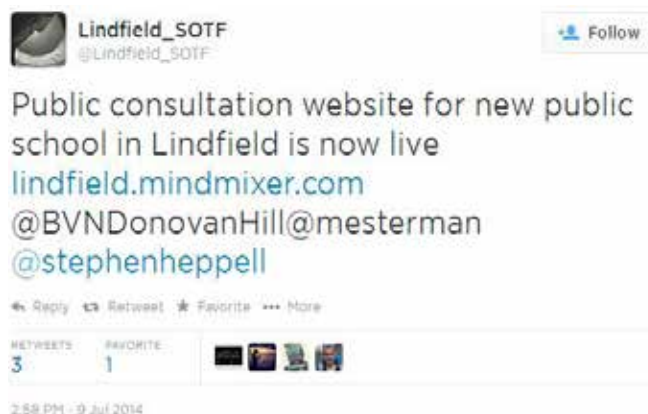 Lindfield_SOTF
@Lindfield_SOTF
Follow
Public consultation website for new public
school in Lindfield is now live
lindfield.mindmixer.com
@BVNDonovanHill@mesterman
@stephenheppell
Reply Retweet Favorite More
RETWEETS FAVORITE
3 1
2:58 PM - 9 Jul 2014